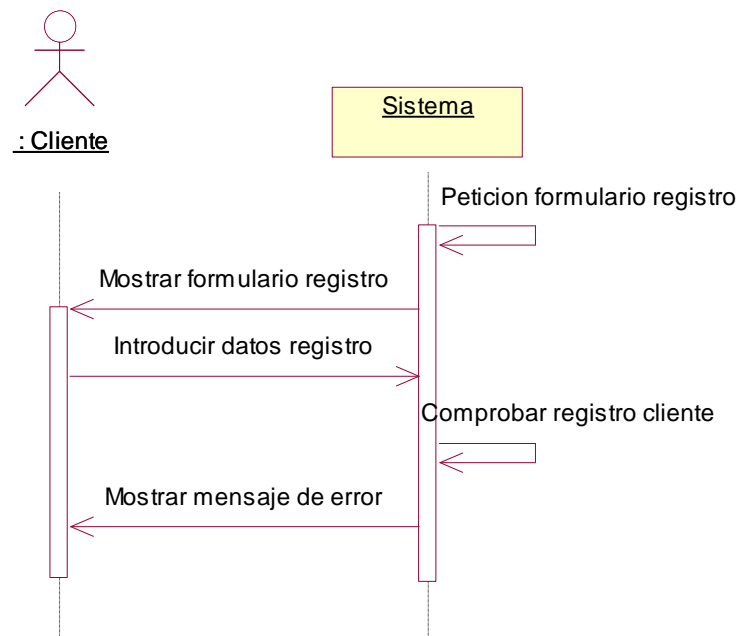 : Cliente
Sistema
Peticion formulario registro
Mostrar formulario registro
Introducir datos registro
Comprobar registro cliente
Mostrar mensaje de error